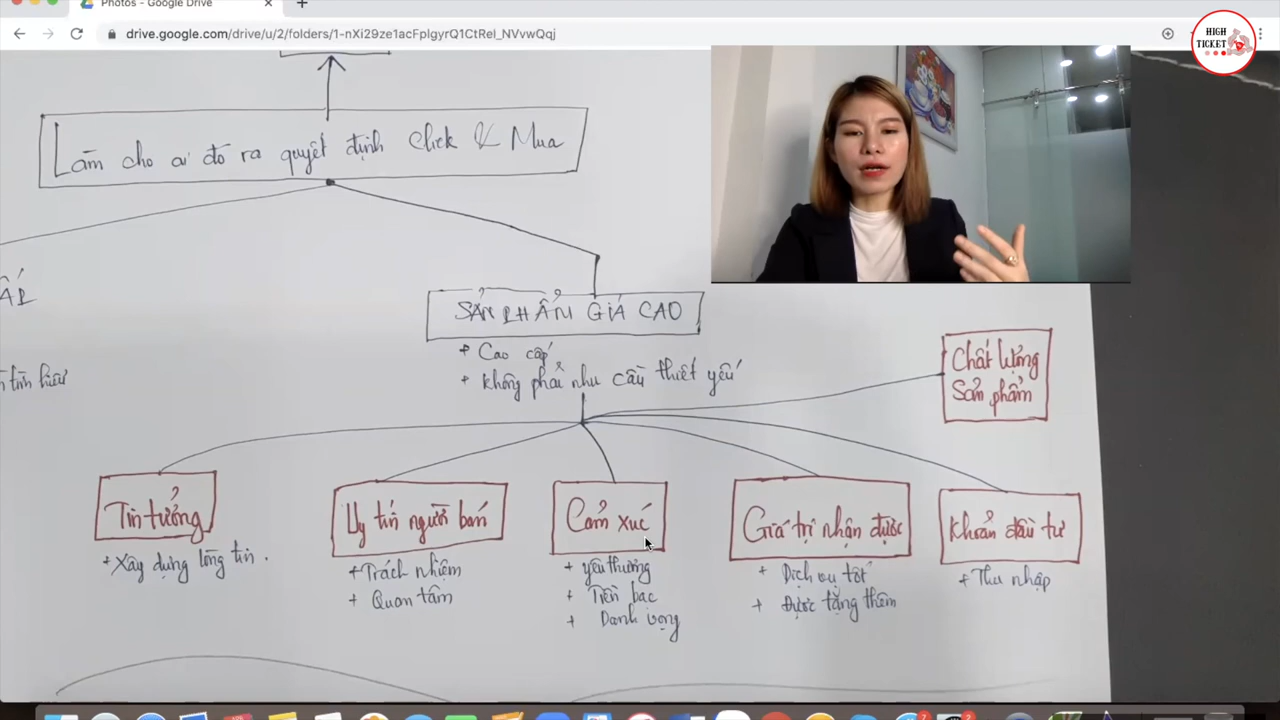 Photos - Google Drive
drive.google.com/drive/u/2/folders/
HIGH
TICKET
Làm cho ai đó ra quyết định Click & Mua
SẢN PHẨM GIÁ CAO
+ Cao cấp
+ không phải nhu cầu thiết yếu
Chất lượng
Sản phẩm
Tin tưởng
+ Xây dựng lòng tin.
Uy tín người bán
+ Trách nhiệm
+ Quan tâm
Cảm xúc
+ yêu thương
+ Tiền bạc
+ Danh vọng
Giá trị nhận được
+ Dịch vụ tốt
+ Được tặng thêm
Khoản đầu tư
+ Thu nhập